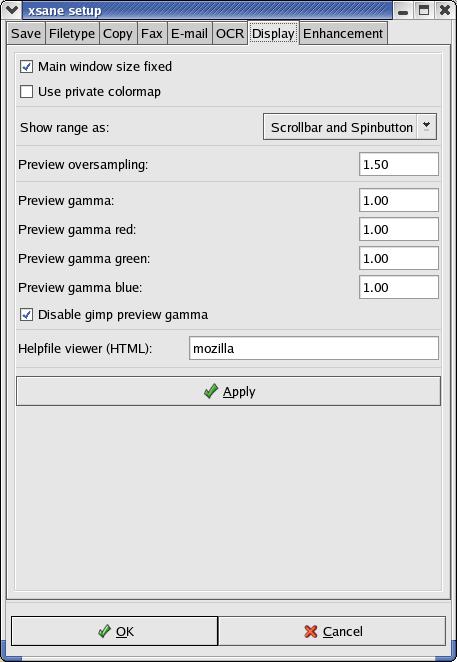 xsane setup
Save Filetype Copy Fax E-mail OCR Display Enhancement
Main window size fixed
Use private colormap
Show range as: Scrollbar and Spinbutton
Preview oversampling: 1.50
Preview gamma: 1.00
Preview gamma red: 1.00
Preview gamma green: 1.00
Preview gamma blue: 1.00
Disable gimp preview gamma
Helpfile viewer (HTML): mozilla
Apply
OK Cancel